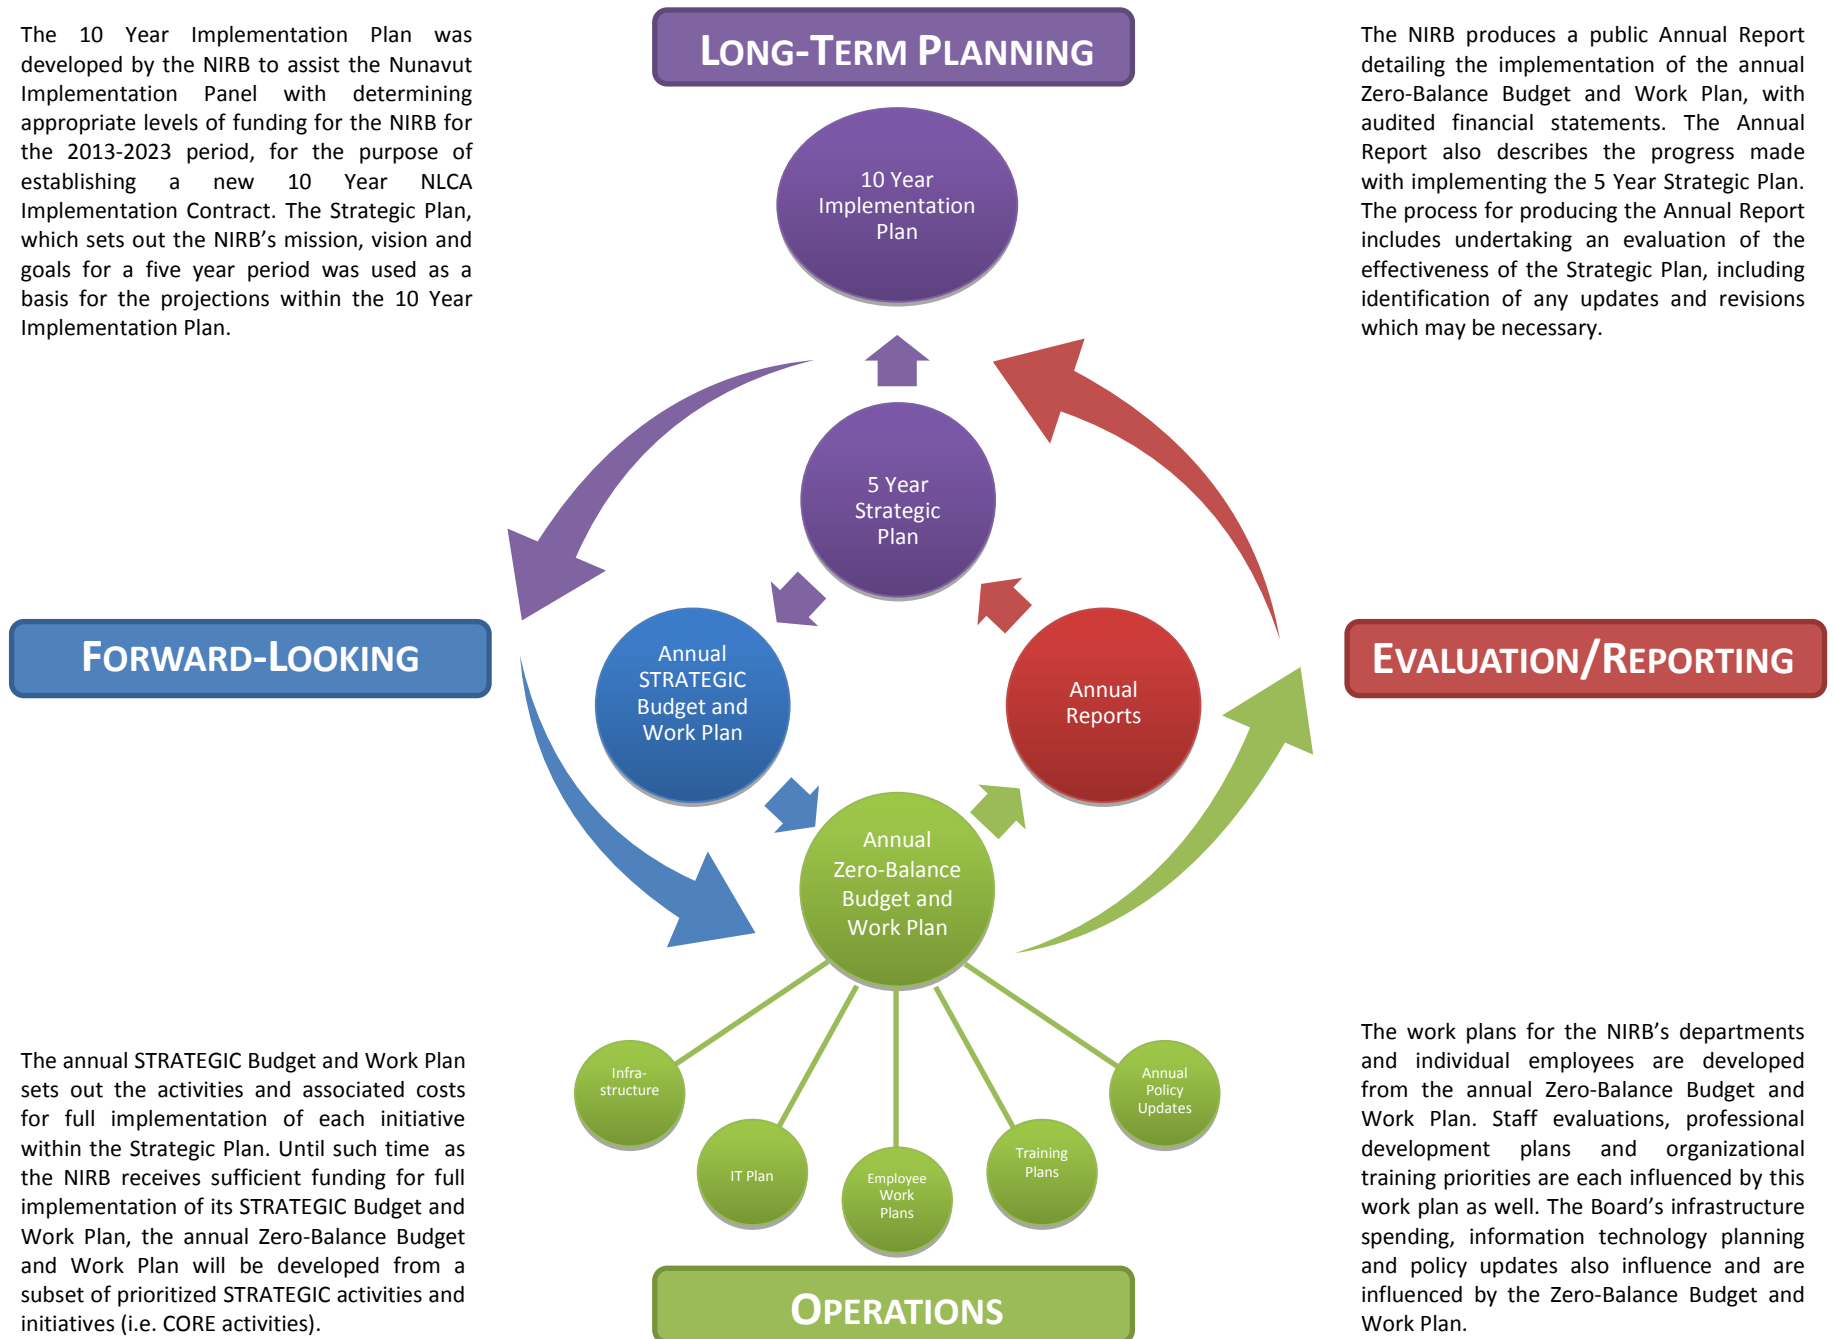 The 10 Year Implementation Plan was
developed by the NIRB to assist the Nunavut
Implementation Panel with determining
appropriate levels of funding for the NIRB for
the 2013-2023 period, for the purpose of
establishing a new 10 Year NLCA
Implementation Contract. The Strategic Plan,
which sets out the NIRB’s mission, vision and
goals for a five year period was used as a
basis for the projections within the 10 Year
Implementation Plan.
LONG-TERM PLANNING
The NIRB produces a public Annual Report
detailing the implementation of the annual
Zero-Balance Budget and Work Plan, with
audited financial statements. The Annual
Report also describes the progress made
with implementing the 5 Year Strategic Plan.
The process for producing the Annual Report
includes undertaking an evaluation of the
effectiveness of the Strategic Plan, including
identification of any updates and revisions
which may be necessary.
10 Year
Implementation
Plan
5 Year
Strategic
Plan
FORWARD-LOOKING
Annual
STRATEGIC
Budget and
Work Plan
Annual
Reports
EVALUATION/REPORTING
Annual
Zero-Balance
Budget and
Work Plan
Infra-
structure
IT Plan
Employee
Work
Plans
Training
Plans
Annual
Policy
Updates
The annual STRATEGIC Budget and Work Plan
sets out the activities and associated costs
for full implementation of each initiative
within the Strategic Plan. Until such time as
the NIRB receives sufficient funding for full
implementation of its STRATEGIC Budget and
Work Plan, the annual Zero-Balance Budget
and Work Plan will be developed from a
subset of prioritized STRATEGIC activities and
initiatives (i.e. CORE activities).
OPERATIONS
The work plans for the NIRB’s departments
and individual employees are developed
from the annual Zero-Balance Budget and
Work Plan. Staff evaluations, professional
development plans and organizational
training priorities are each influenced by this
work plan as well. The Board’s infrastructure
spending, information technology planning
and policy updates also influence and are
influenced by the Zero-Balance Budget and
Work Plan.